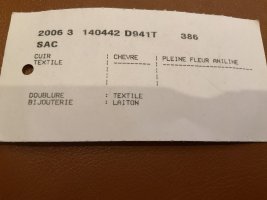 2006 3 140442 D941T 386
SAC
CUIR : CHEVRE : PLEINE FLEUR ANILINE
TEXTILE
DOUBLURE : TEXTILE
BIJOUTERIE : LAITON